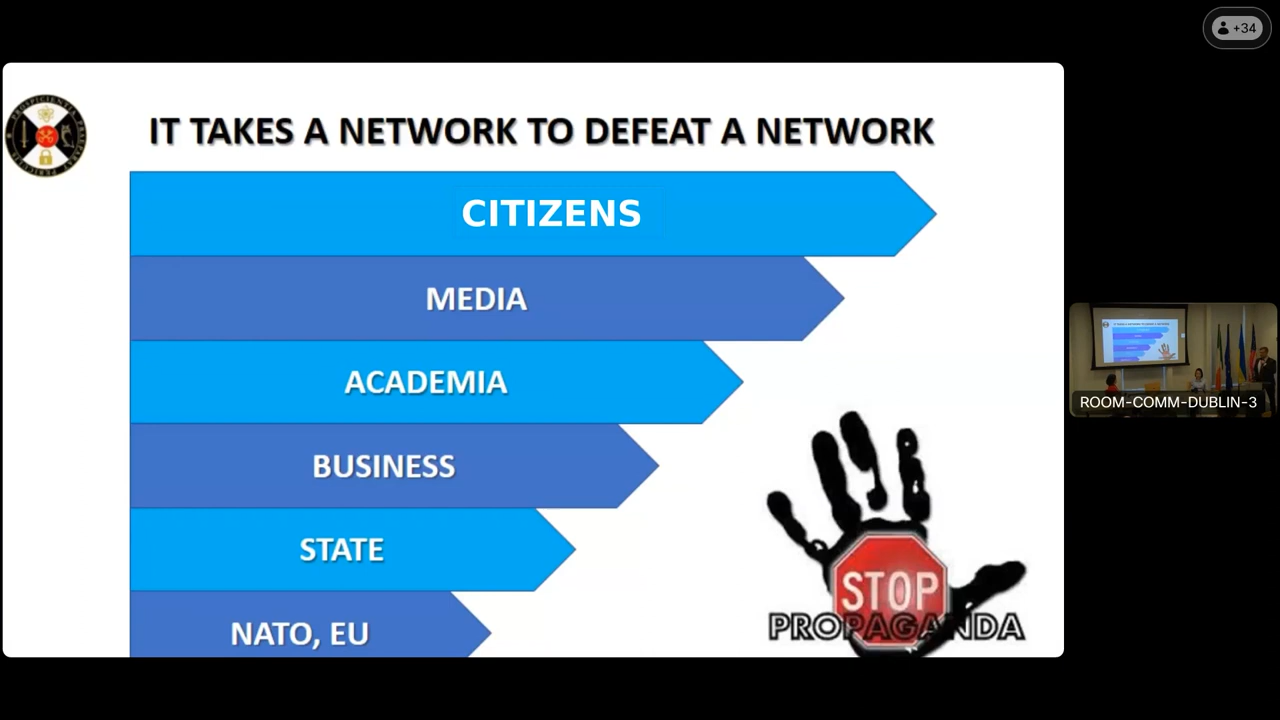 +34
IT TAKES A NETWORK TO DEFEAT A NETWORK
CITIZENS
MEDIA
ACADEMIA
BUSINESS
STATE
NATO, EU
STOP
PROPAGANDA
ROOM-COMM-DUBLIN-3